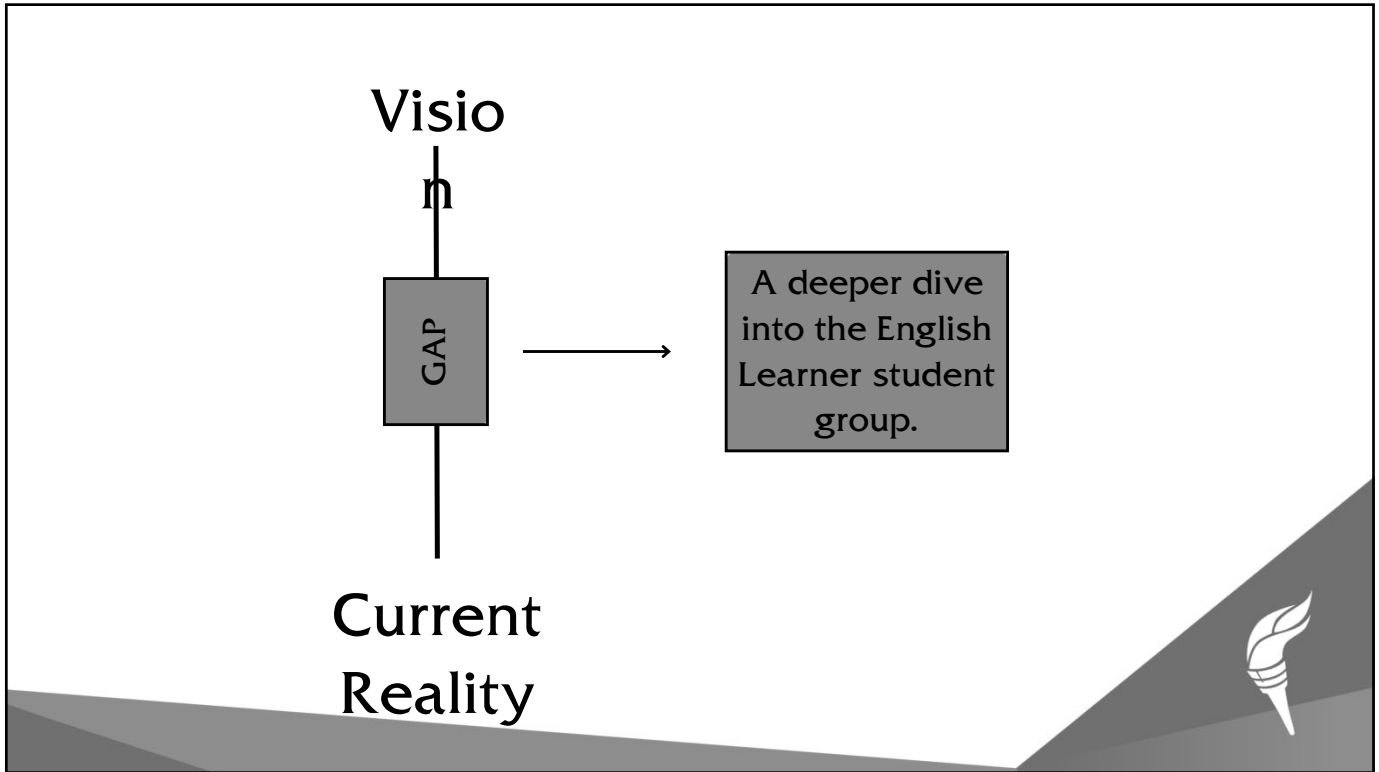 Visio
n
GAP
A deeper dive
into the English
Learner student
group.
Current
Reality